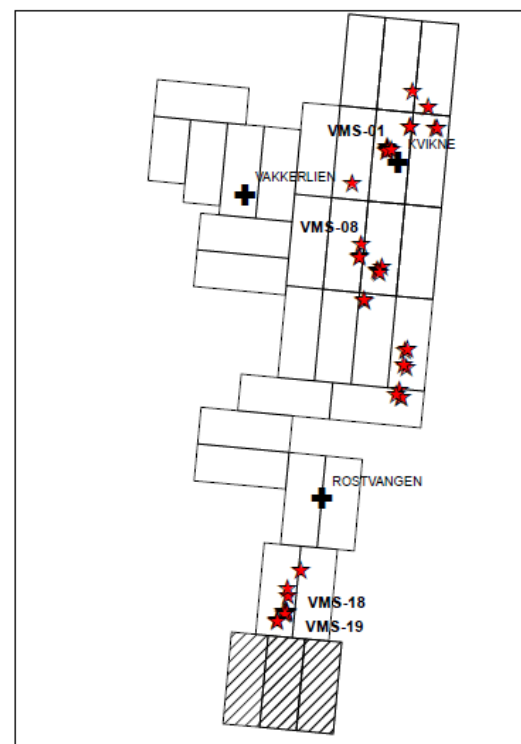 VMS-01
KVIKNE
VAKKERLIEN
VMS-08
ROSTVANGEN
VMS-18
VMS-19